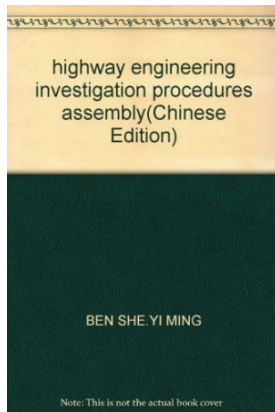 highway engineering
investigation procedures
assembly(Chinese
Edition)
BEN SHE.YI MING
Note: This is not the actual book cover